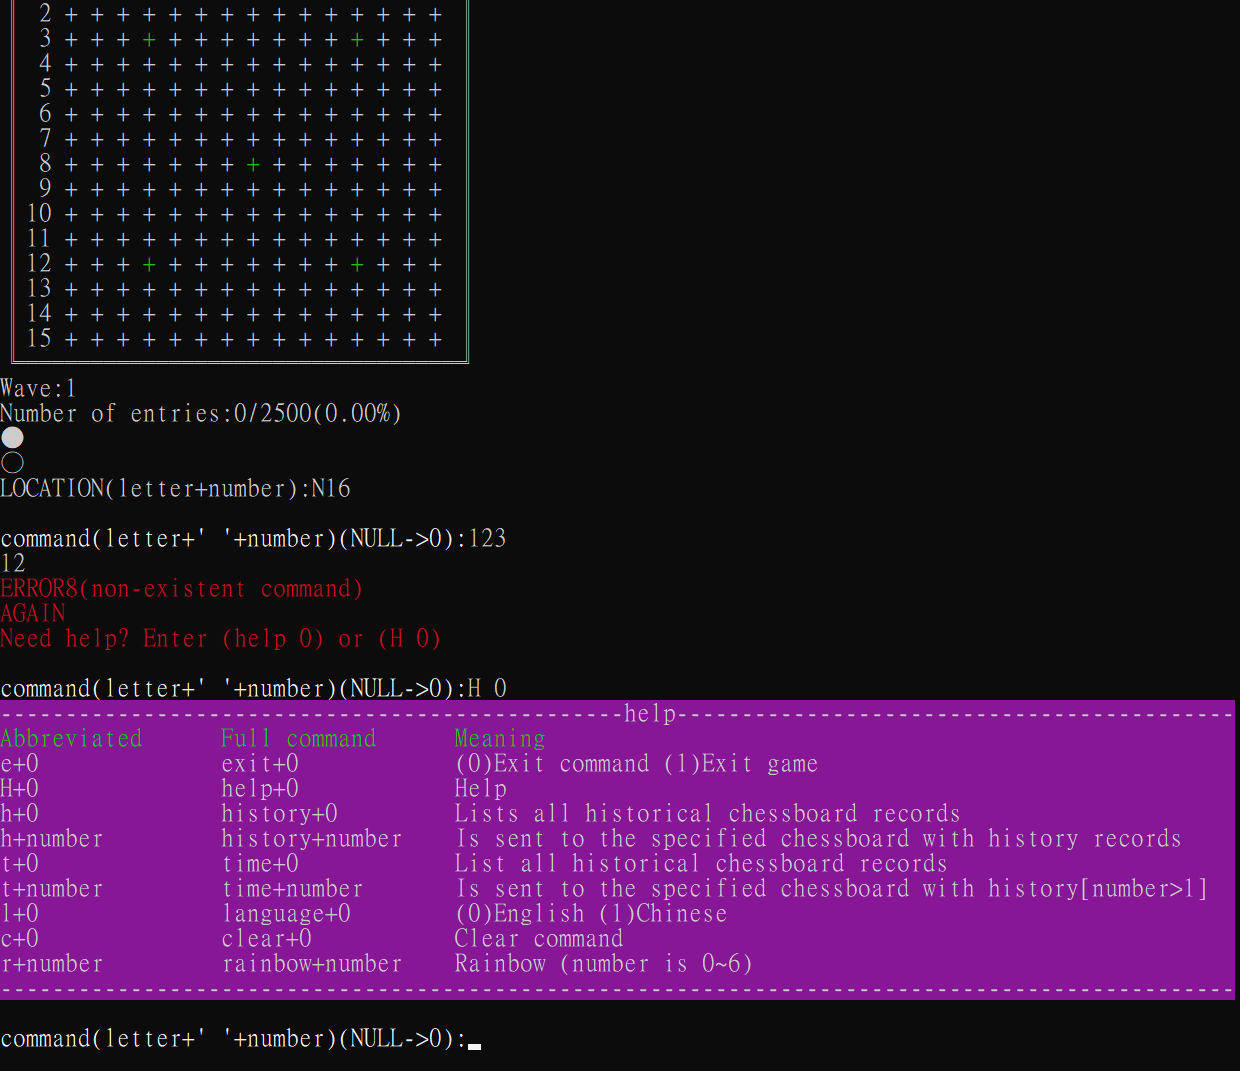 2 + + + + + + + + + + + + + + +
3 + + + + + + + + + + + + + + +
4 + + + + + + + + + + + + + + +
5 + + + + + + + + + + + + + + +
6 + + + + + + + + + + + + + + +
7 + + + + + + + + + + + + + + +
8 + + + + + + + + + + + + + + +
9 + + + + + + + + + + + + + + +
10 + + + + + + + + + + + + + + +
11 + + + + + + + + + + + + + + +
12 + + + + + + + + + + + + + + +
13 + + + + + + + + + + + + + + +
14 + + + + + + + + + + + + + + +
15 + + + + + + + + + + + + + + +
Wave:1
Number of entries:0/2500(0.00%)
●
○
LOCATION(letter+number):N16
command(letter+' '+number)(NULL->0):123
12
ERROR8(non-existent command)
AGAIN
Need help? Enter (help 0) or (H 0)
command(letter+' '+number)(NULL->0):H 0
------------------------------------------------help-------------------------------------------
Abbreviated Full command Meaning
e+0 exit+0 (0)Exit command (1)Exit game
H+0 help+0 Help
h+0 history+0 Lists all historical chessboard records
h+number history+number Is sent to the specified chessboard with history records
t+0 time+0 List all historical chessboard records
t+number time+number Is sent to the specified chessboard with history[number>1]
l+0 language+0 (0)English (1)Chinese
c+0 clear+0 Clear command
r+number rainbow+number Rainbow (number is 0~6)
-----------------------------------------------------------------------------------------------
command(letter+' '+number)(NULL->0):